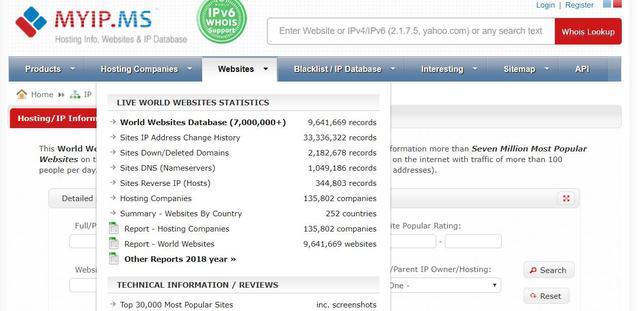 Login | Register
MYIP.MS
Hosting Info, Websites & IP Database
IPv6
WHOIS
Support
Enter Website or IPv4/IPv6 (2.1.7.5, yahoo.com) or any search text
Whois Lookup
Products
Hosting Companies
Websites
Blacklist / IP Database
Interesting
Sitemap
API
Home
IP
Hosting/IP Inform
LIVE WORLD WEBSITES STATISTICS
World Websites Database (7,000,000+) 9,641,669 records
Sites IP Address Change History 33,336,322 records
Sites Down/Deleted Domains 2,182,678 records
Sites DNS (Nameservers) 1,049,186 records
Sites Reverse IP (Hosts) 344,803 records
Hosting Companies 135,802 companies
Summary - Websites By Country 252 countries
Report - Hosting Companies 135,802 companies
Report - World Websites 9,641,669 websites
Other Reports 2018 year »
TECHNICAL INFORMATION / REVIEWS
Top 30,000 Most Popular Sites inc. screenshots
This World We
formation more than Seven Million Most Popular
Websites on t
on the internet with traffic of more than 100
people per day.
addresses).
Detailed
Full/P
ite Popular Rating:
-
Websi
/Parent IP Owner/Hosting:
One -
Search
Reset